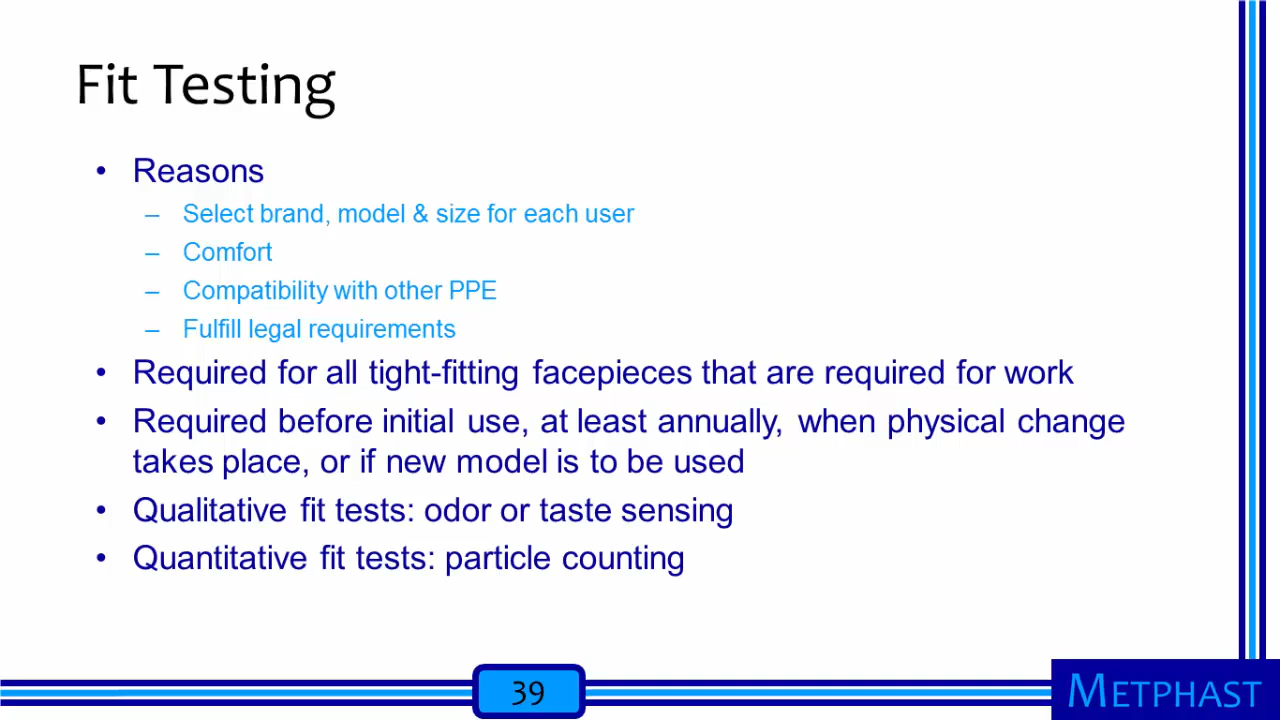 Fit Testing
• Reasons
– Select brand, model & size for each user
– Comfort
– Compatibility with other PPE
– Fulfill legal requirements
• Required for all tight-fitting facepieces that are required for work
• Required before initial use, at least annually, when physical change
takes place, or if new model is to be used
• Qualitative fit tests: odor or taste sensing
• Quantitative fit tests: particle counting
39
METPHAST